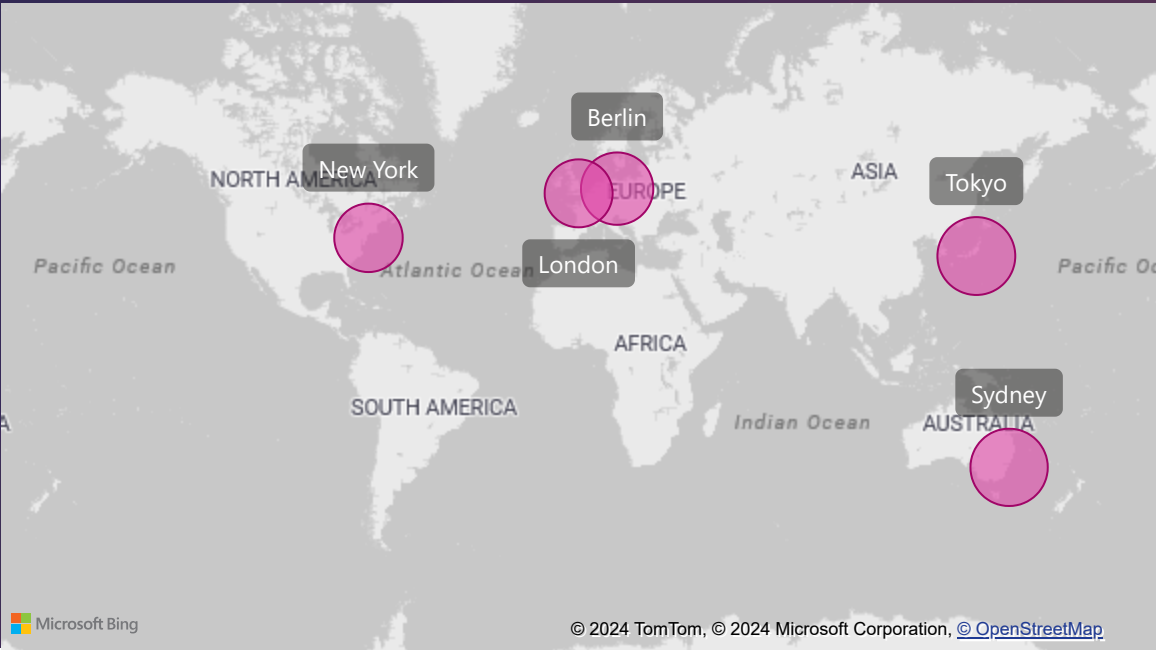 Berlin
New York
NORTH AMERICA
ASIA
Tokyo
EUROPE
London
Pacific Ocean
Atlantic Ocean
Pacific Oc
AFRICA
Sydney
SOUTH AMERICA
Indian Ocean
AUSTRALIA
A
Microsoft Bing
© 2024 TomTom, © 2024 Microsoft Corporation, © OpenStreetMap